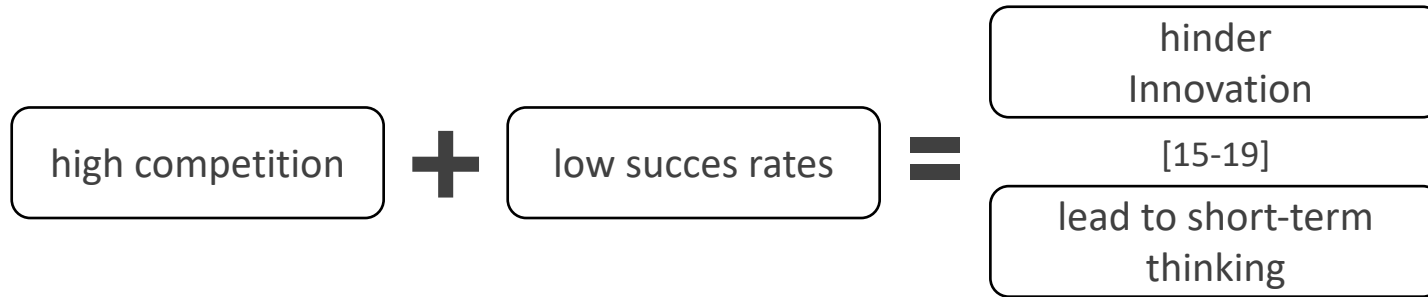 high competition
+
low succes rates
=
hinder
Innovation
[15-19]
lead to short-term
thinking